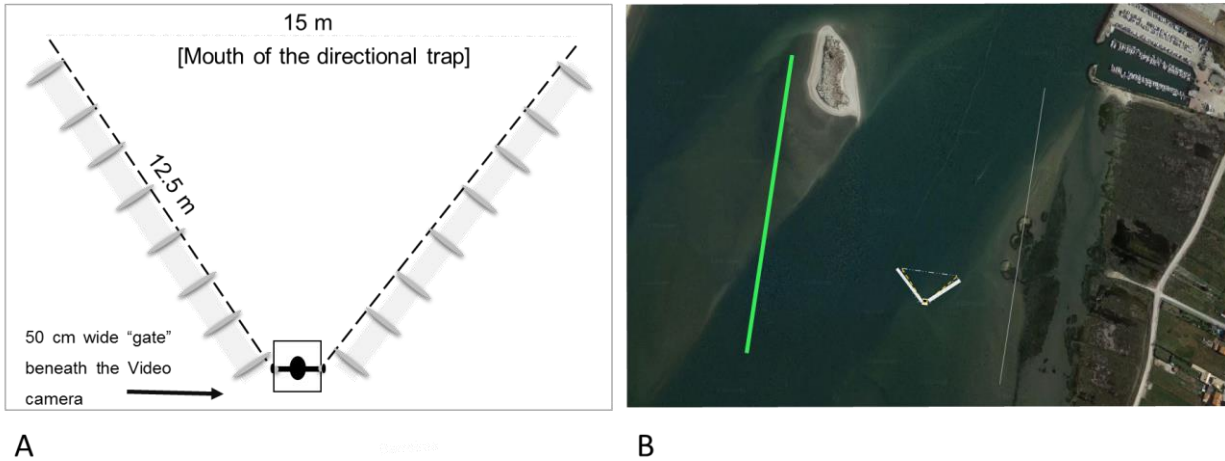 15 m
[Mouth of the directional trap]
12.5 m
50 cm wide “gate”
beneath the Video
camera
A
B